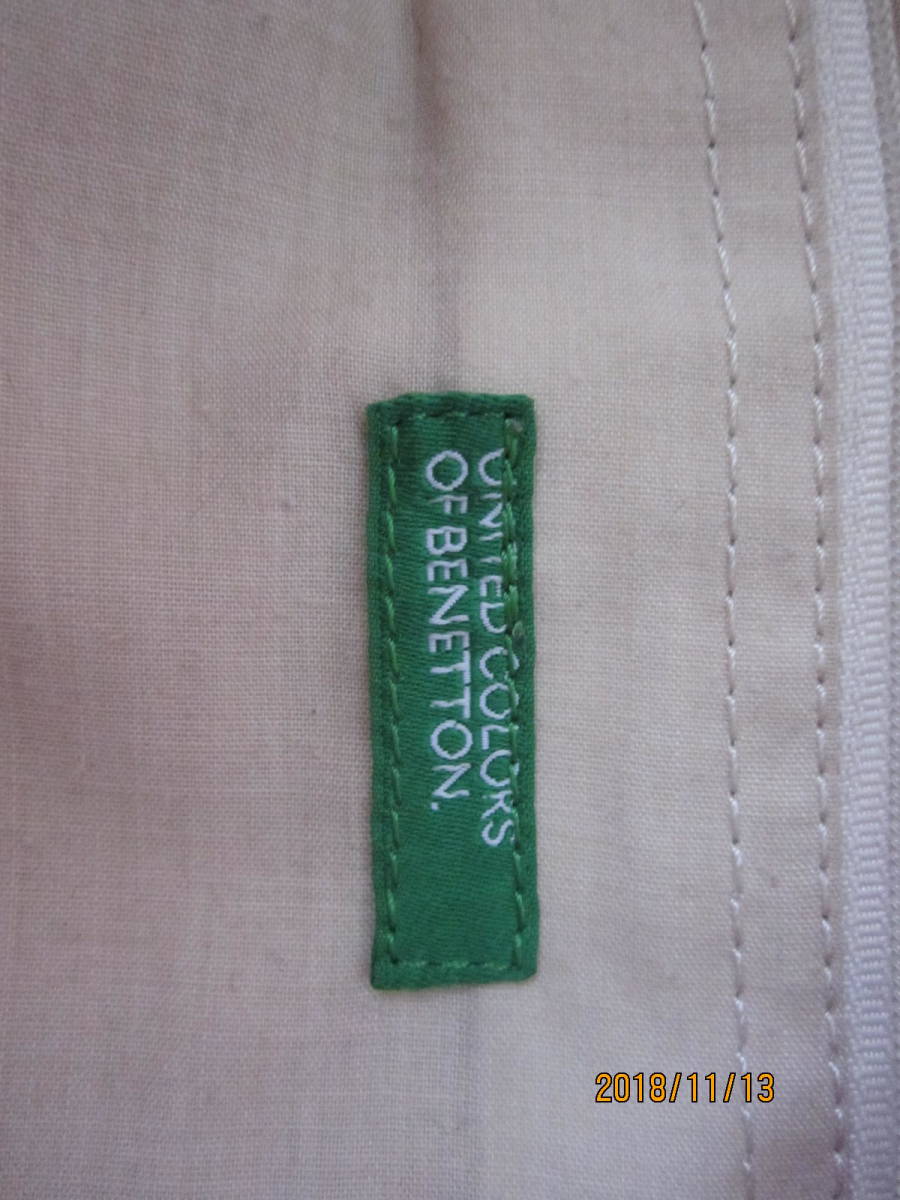 UNITED COLORS
OF BENETTON.
2018/11/13